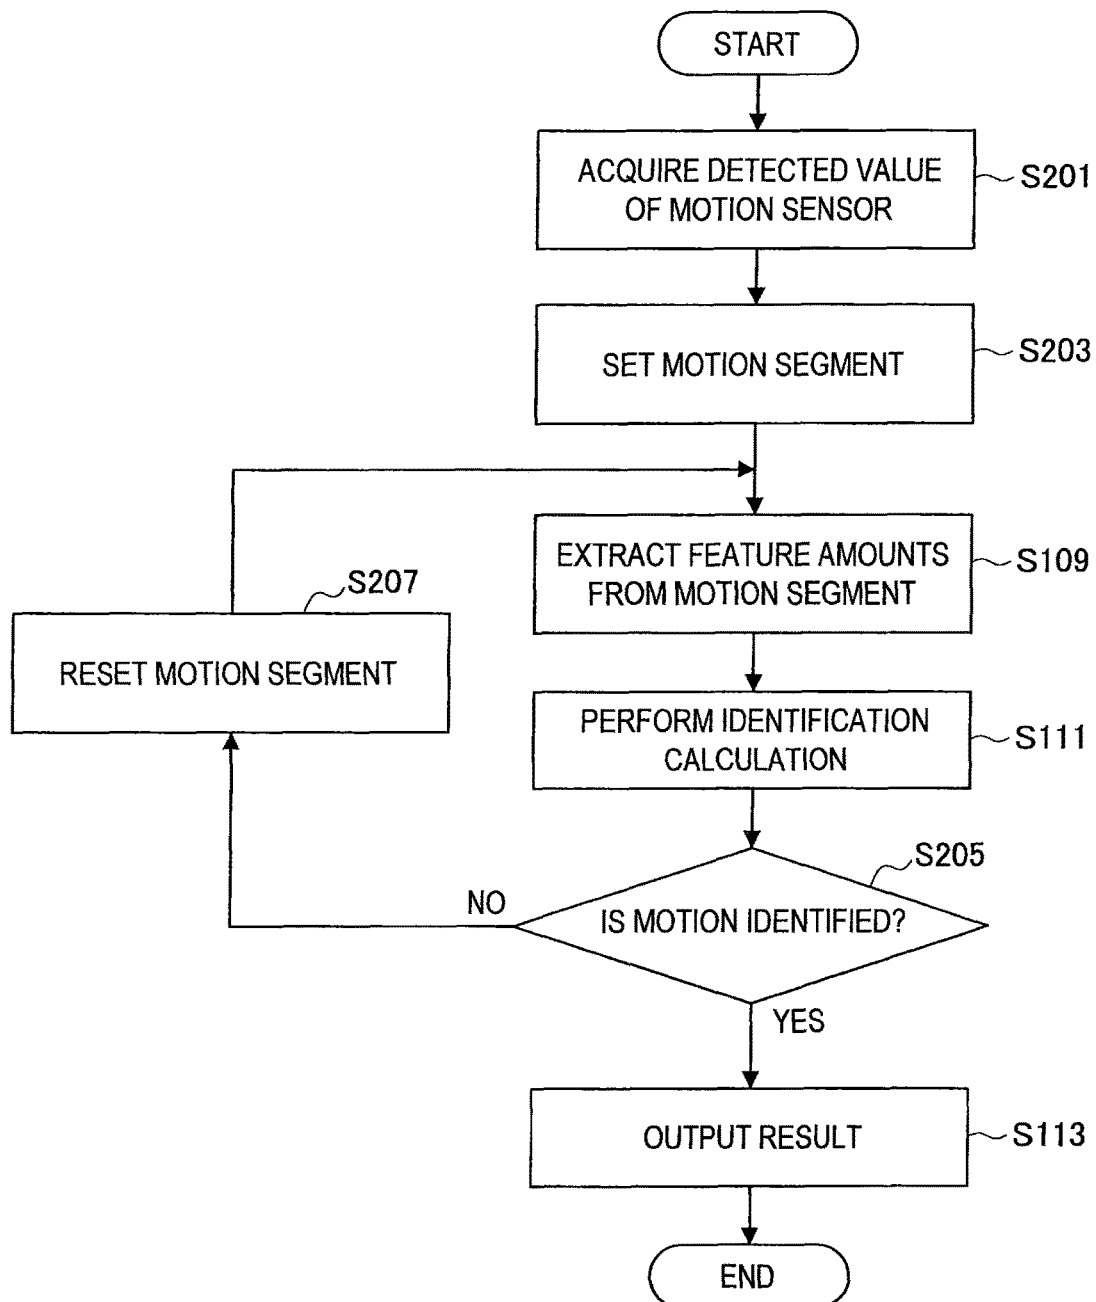 START
ACQUIRE DETECTED VALUE
OF MOTION SENSOR
S201
SET MOTION SEGMENT
S203
EXTRACT FEATURE AMOUNTS
FROM MOTION SEGMENT
S109
S207
RESET MOTION SEGMENT
PERFORM IDENTIFICATION
CALCULATION
S111
S205
NO
IS MOTION IDENTIFIED?
YES
OUTPUT RESULT
S113
END